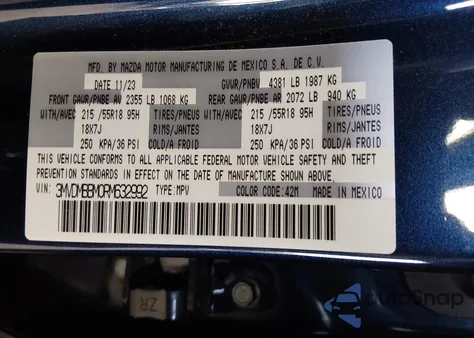 MFD. BY MAZDA MOTOR MANUFACTURING DE MEXICO S.A. DE C.V.
DATE 11/23 GVWR/PNBV 4381 LB 1987 KG
FRONT GAWR/PNBE AV 2355 LB 1068 KG REAR GAWR/PNBE AR 2072 LB 940 KG
WITH/AVEC 215 /55R18 95H TIRES/PNEUS WITH/AVEC 215 /55R18 95H TIRES/PNEUS
18X7J RIMS/JANTES 18X7J RIMS/JANTES
250 KPA/36 PSI COLD/A FROID 250 KPA/36 PSI COLD/A FROID
THIS VEHICLE CONFORMS TO ALL APPLICABLE FEDERAL MOTOR VEHICLE SAFETY AND THEFT
PREVENTION STANDARDS IN EFFECT ON THE DATE OF MANUFACTURE SHOWN ABOVE.
VIN: 3MVDMBBM0RM632992 TYPE: MPV COLOR CODE: 42M MADE IN MEXICO
ZR
AutoSnap